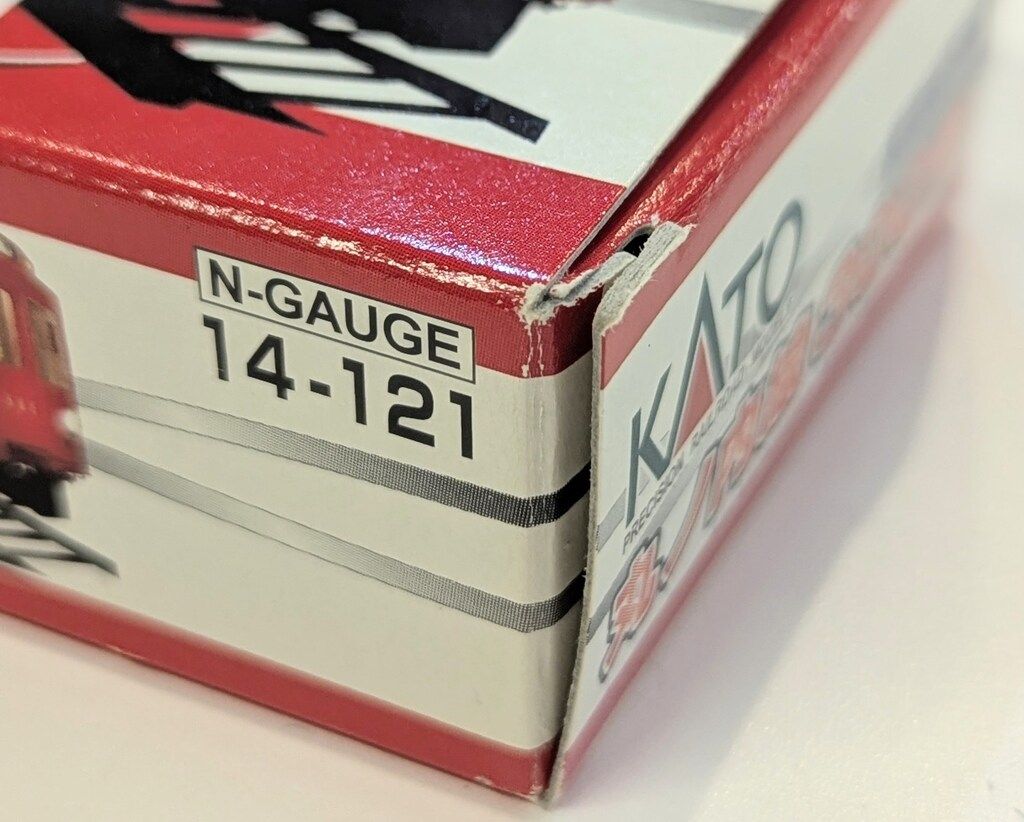 N-GAUGE
14-121
KATO
PRECISION RAILROAD MODELS